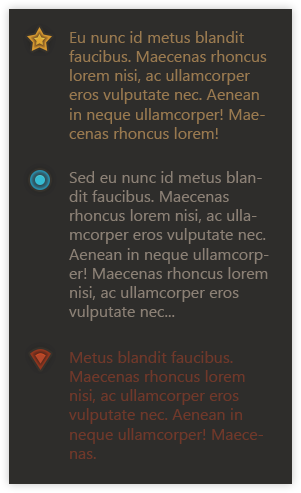 Eu nunc id metus blandit
faucibus. Maecenas rhoncus
lorem nisi, ac ullamcorper
eros vulputate nec. Aenean
in neque ullamcorper! Mae-
cenas rhoncus lorem!
Sed eu nunc id metus blan-
dit faucibus. Maecenas
rhoncus lorem nisi, ac ulla-
mcorper eros vulputate nec.
Aenean in neque ullamcorp-
er! Maecenas rhoncus lorem
nisi, ac ullamcorper eros
vulputate nec...
Metus blandit faucibus.
Maecenas rhoncus lorem
nisi, ac ullamcorper eros
vulputate nec. Aenean in
neque ullamcorper! Maece-
nas.